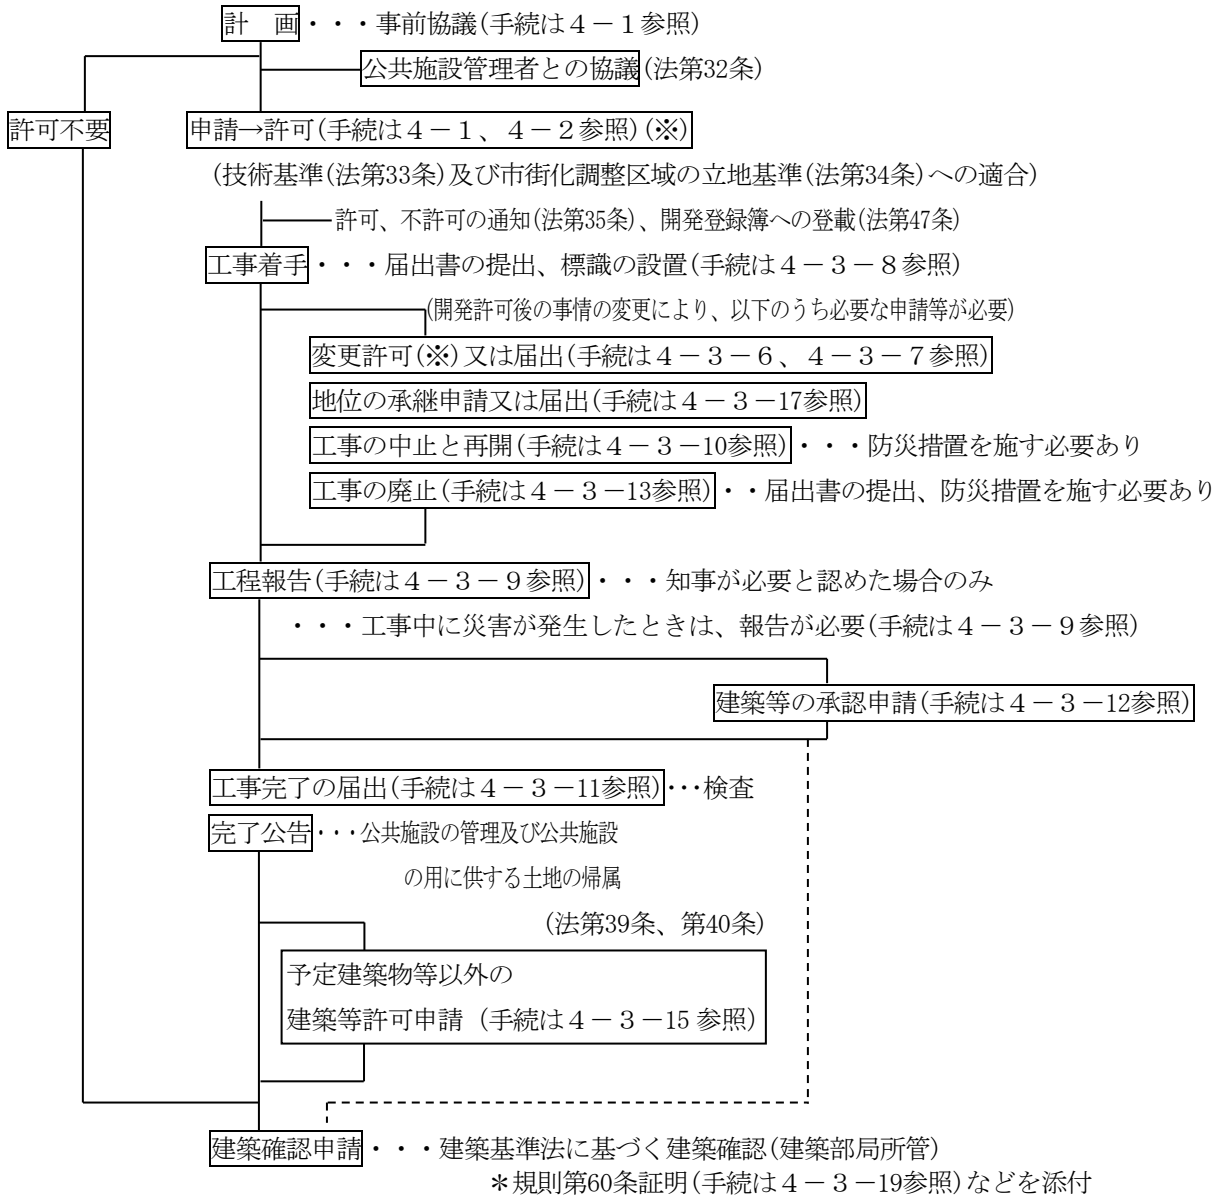 計　画・・・事前協議(手続は４－１参照)
公共施設管理者との協議(法第32条)
許可不要
申請→許可(手続は４－１、４－２参照)(※)
(技術基準(法第33条)及び市街化調整区域の立地基準(法第34条)への適合)
許可、不許可の通知(法第35条)、開発登録簿への登載(法第47条)
工事着手・・・届出書の提出、標識の設置(手続は４－３－８参照)
(開発許可後の事情の変更により、以下のうち必要な申請等が必要)
変更許可(※)又は届出(手続は４－３－６、４－３－７参照)
地位の承継申請又は届出(手続は４－３－17参照)
工事の中止と再開(手続は４－３－10参照)・・・防災措置を施す必要あり
工事の廃止(手続は４－３－13参照)・・届出書の提出、防災措置を施す必要あり
工程報告(手続は４－３－９参照)・・・知事が必要と認めた場合のみ
・・・工事中に災害が発生したときは、報告が必要(手続は４－３－９参照)
建築等の承認申請(手続は４－３－12参照)
工事完了の届出(手続は４－３－11参照)･･･検査
完了公告・・・公共施設の管理及び公共施設
の用に供する土地の帰属
(法第39条、第40条)
予定建築物等以外の
建築等許可申請 (手続は４－３－15 参照)
建築確認申請・・・建築基準法に基づく建築確認(建築部局所管)
＊規則第60条証明(手続は４－３－19参照)などを添付